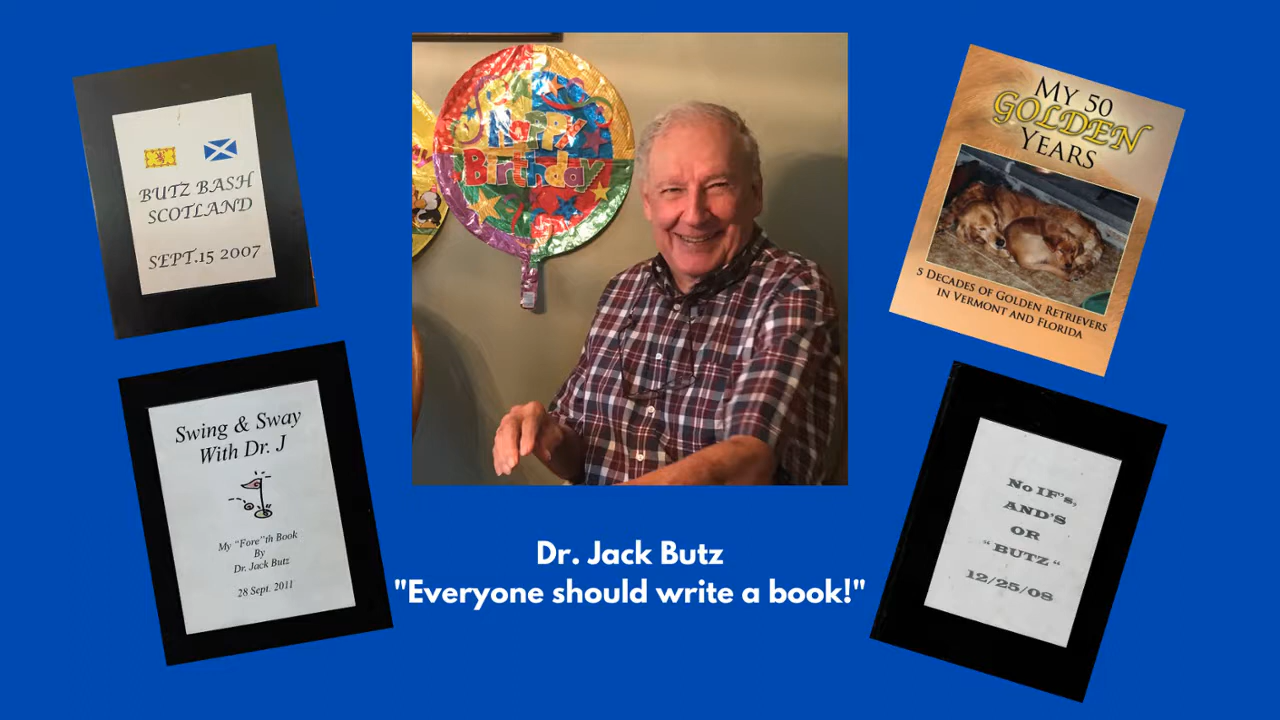 BUTZ BASH
SCOTLAND
SEPT.15 2007
Happy
Birthday
MY 50
GOLDEN
YEARS
5 DECADES OF GOLDEN RETRIEVERS
IN VERMONT AND FLORIDA
Swing & Sway
With Dr. J
My "Fore"th Book
By
Dr. Jack Butz
28 Sept. 2011
No IF's,
AND'S
OR
“BUTZ“
12/25/08
Dr. Jack Butz
"Everyone should write a book!"